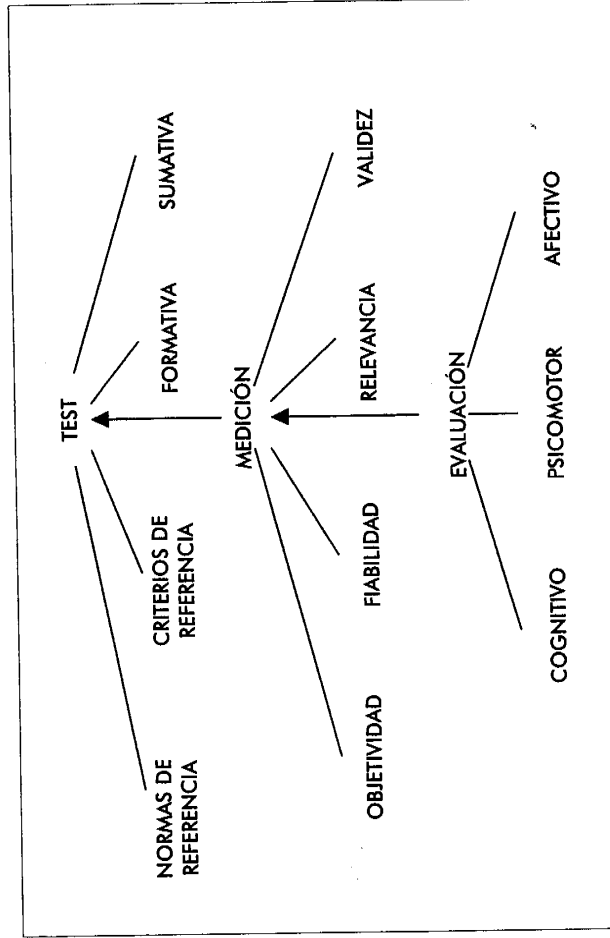 TEST
NORMAS DE
REFERENCIA
CRITERIOS DE
REFERENCIA
FORMATIVA
SUMATIVA
MEDICIÓN
OBJETIVIDAD
FIABILIDAD
RELEVANCIA
VALIDEZ
EVALUACIÓN
COGNITIVO
PSICOMOTOR
AFECTIVO